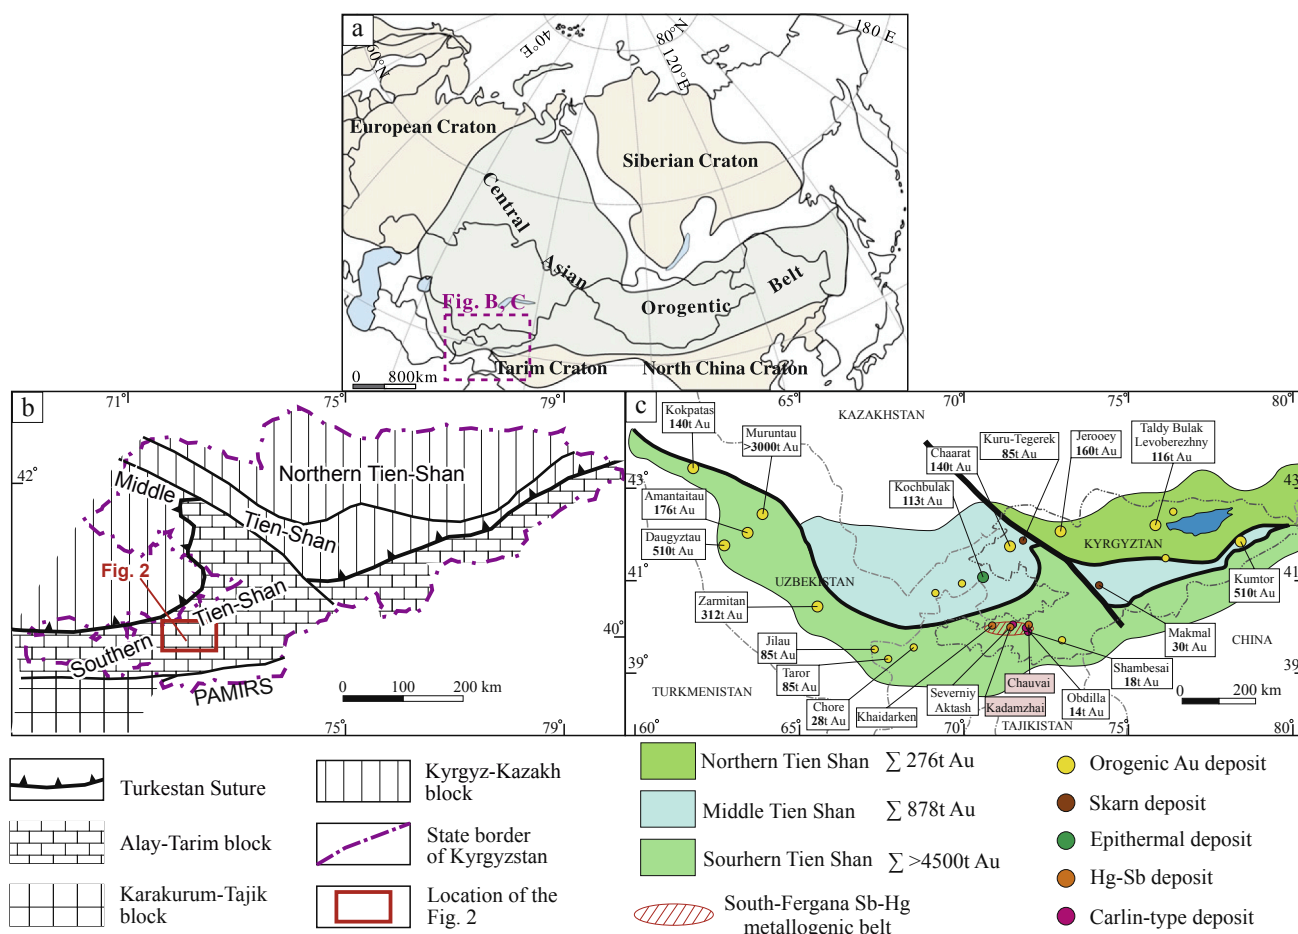 a
60°N
40°E
80°N
120°E
180 E
European Craton
Siberian Craton
Central
Asian
Orogentic
Belt
Fig. B, C
Tarim Craton
North China Craton
0 800km
b
71°
75°
79°
42°
Northern Tien-Shan
Middle
Tien-Shan
Fig. 2
Southern
Tien-Shan
41°
40°
39°
PAMIRS
0 100 200 km
75°
79°
c
65°
70°
75°
80°
KAZAKHSTAN
Kokpatas
140t Au
Muruntau
>3000t Au
Kuru-Tegerek
85t Au
Jerooey
160t Au
Taldy Bulak
Levoberezhny
116t Au
Chaarat
140t Au
Kochbulak
113t Au
43°
43
Amantaitau
176t Au
Daugyztau
510t Au
KYRGYZTAN
UZBEKISTAN
41
Kumtor
510t Au
Zarmitan
312t Au
Jilau
85t Au
Taror
85t Au
Chore
28t Au
Khaidarken
Severniy
Aktash
Chauvai
Kadamzhai
Obdilla
14t Au
Shambesai
18t Au
Makmal
30t Au
CHINA
39
TURKMENISTAN
TAJIKISTAN
0 200 km
60°
65°
70°
75°
80°
Turkestan Suture
Alay-Tarim block
Karakurum-Tajik
block
Kyrgyz-Kazakh
block
State border
of Kyrgyzstan
Location of the
Fig. 2
Northern Tien Shan ∑ 276t Au
Middle Tien Shan ∑ 878t Au
Sourhern Tien Shan ∑ >4500t Au
South-Fergana Sb-Hg
metallogenic belt
Orogenic Au deposit
Skarn deposit
Epithermal deposit
Hg-Sb deposit
Carlin-type deposit